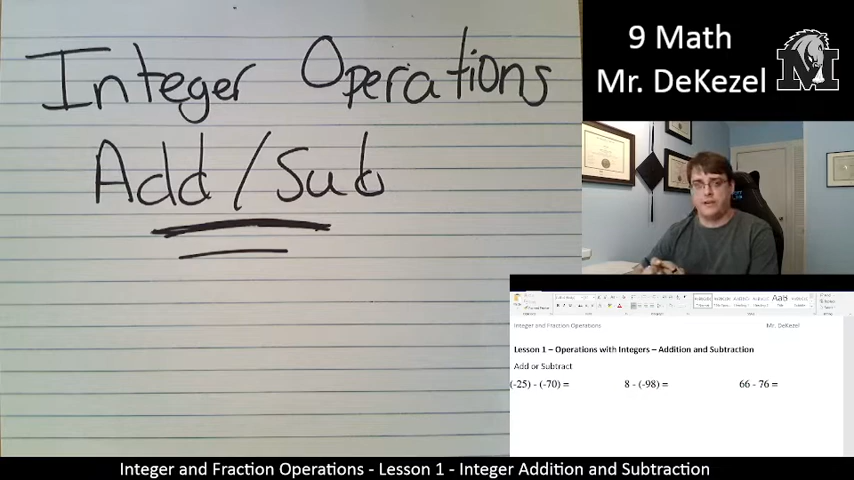 Integer Operations
Add/Sub
9 Math
Mr. DeKezel
M
Integer and Fraction Operations
Mr. DeKezel
Lesson 1 – Operations with Integers – Addition and Subtraction
Add or Subtract
(-25) - (-70) =
8 - (-98) =
66 - 76 =
Integer and Fraction Operations - Lesson 1 - Integer Addition and Subtraction